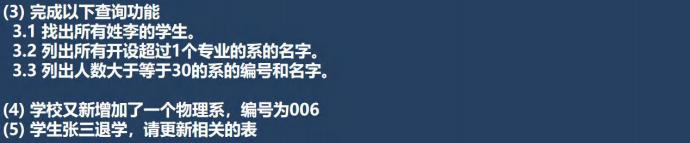 (3) 完成以下查询功能
3.1 找出所有姓李的学生。
3.2 列出所有开设超过1个专业的系的名字。
3.3 列出人数大于等于30的系的编号和名字。
(4) 学校又新增加了一个物理系，编号为006
(5) 学生张三退学，请更新相关的表